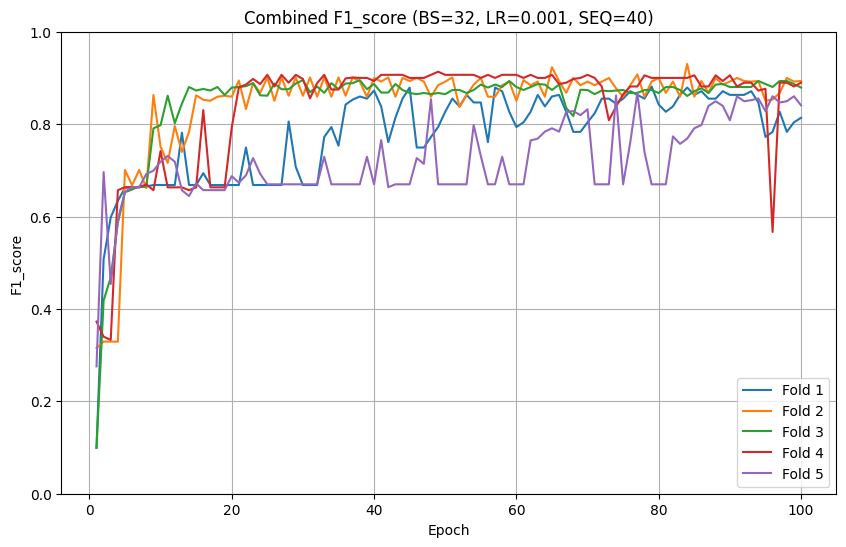 Combined F1_score (BS=32, LR=0.001, SEQ=40)
1.0
0.8
0.6
0.4
0.2
0.0
F1_score
0
20
40
60
80
100
Epoch
Fold 1
Fold 2
Fold 3
Fold 4
Fold 5